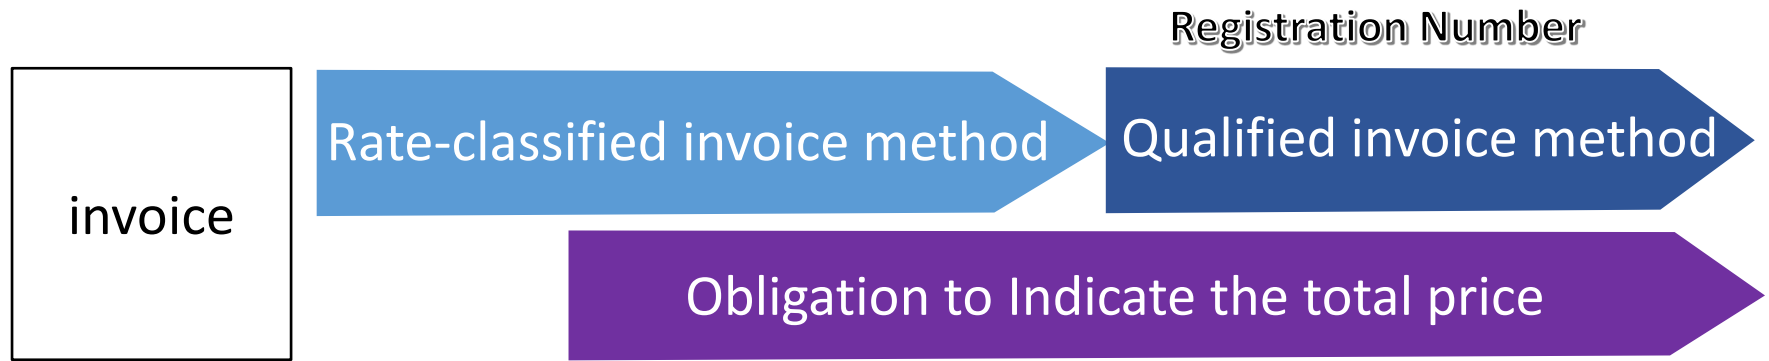 Registration Number
invoice
Rate-classified invoice method
Qualified invoice method
Obligation to Indicate the total price